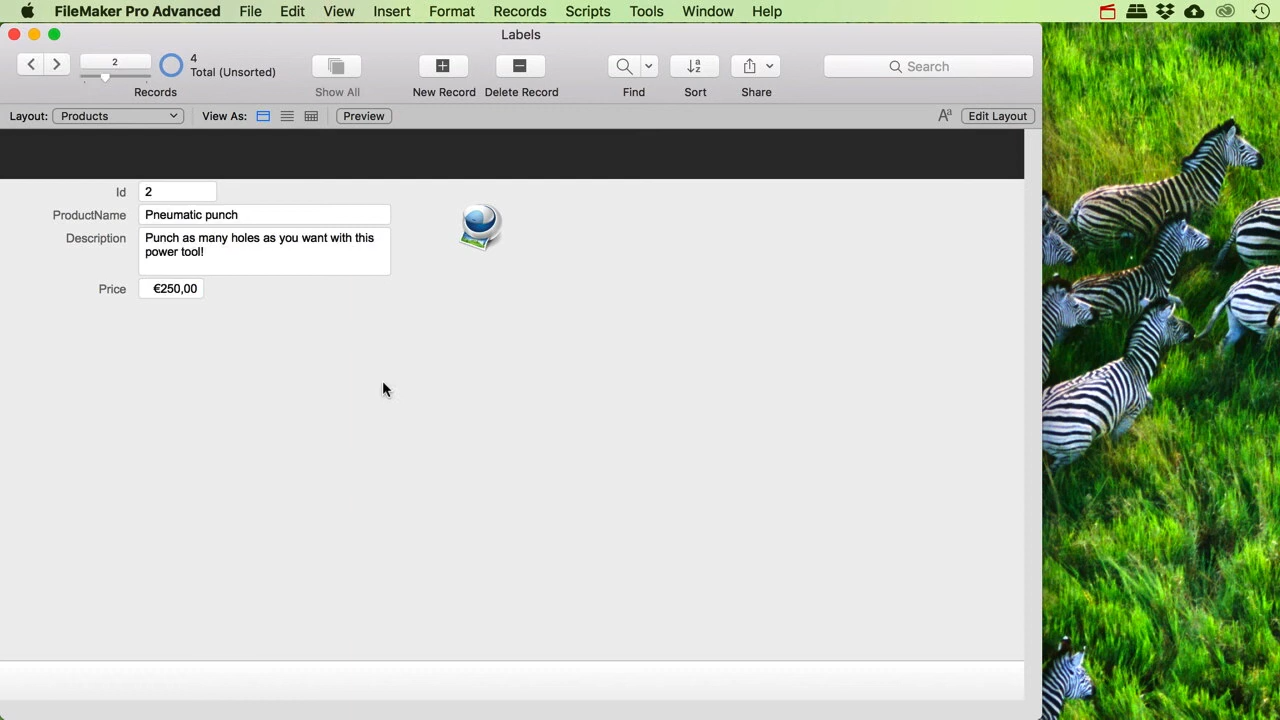 FileMaker Pro Advanced File Edit View Insert Format Records Scripts Tools Window Help
Labels
2
4
Total (Unsorted)
Records
Show All
New Record
Delete Record
Find
Sort
Share
Search
Layout: Products
View As:
Preview
Aa
Edit Layout
Id 2
ProductName Pneumatic punch
Description Punch as many holes as you want with this
power tool!
Price €250,00